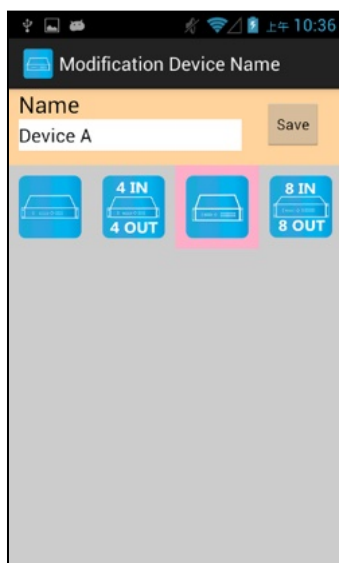 上午 10:36
Modification Device Name
Name
Device A
Save
4 IN
4 OUT
8 IN
8 OUT